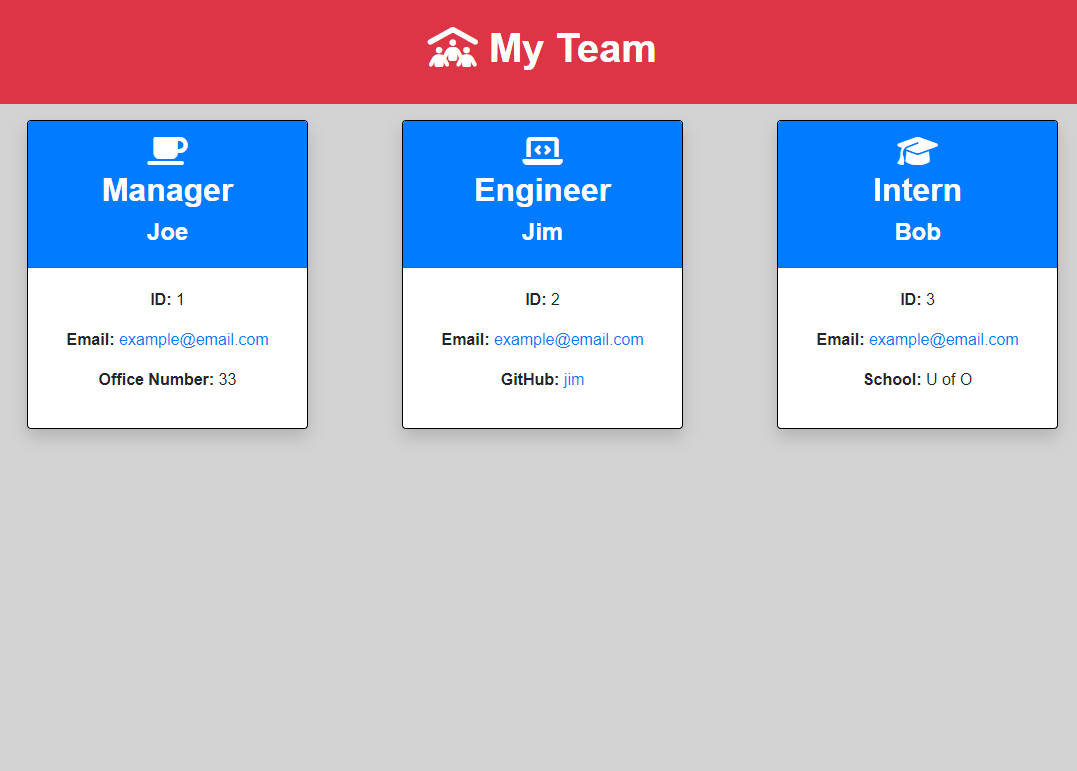 My Team
Manager
Joe
ID: 1
Email: example@email.com
Office Number: 33
Engineer
Jim
ID: 2
Email: example@email.com
GitHub: jim
Intern
Bob
ID: 3
Email: example@email.com
School: U of O